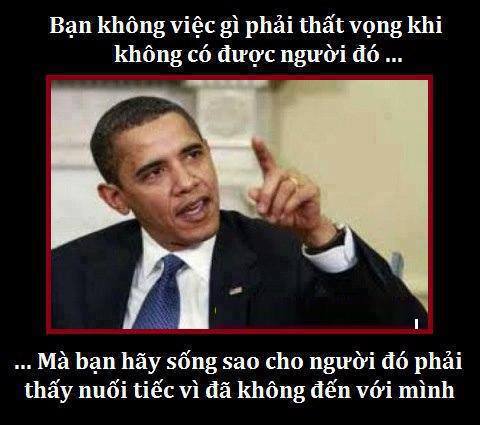 Bạn không việc gì phải thất vọng khi
không có được người đó ...
... Mà bạn hãy sống sao cho người đó phải
thấy nuối tiếc vì đã không đến với mình